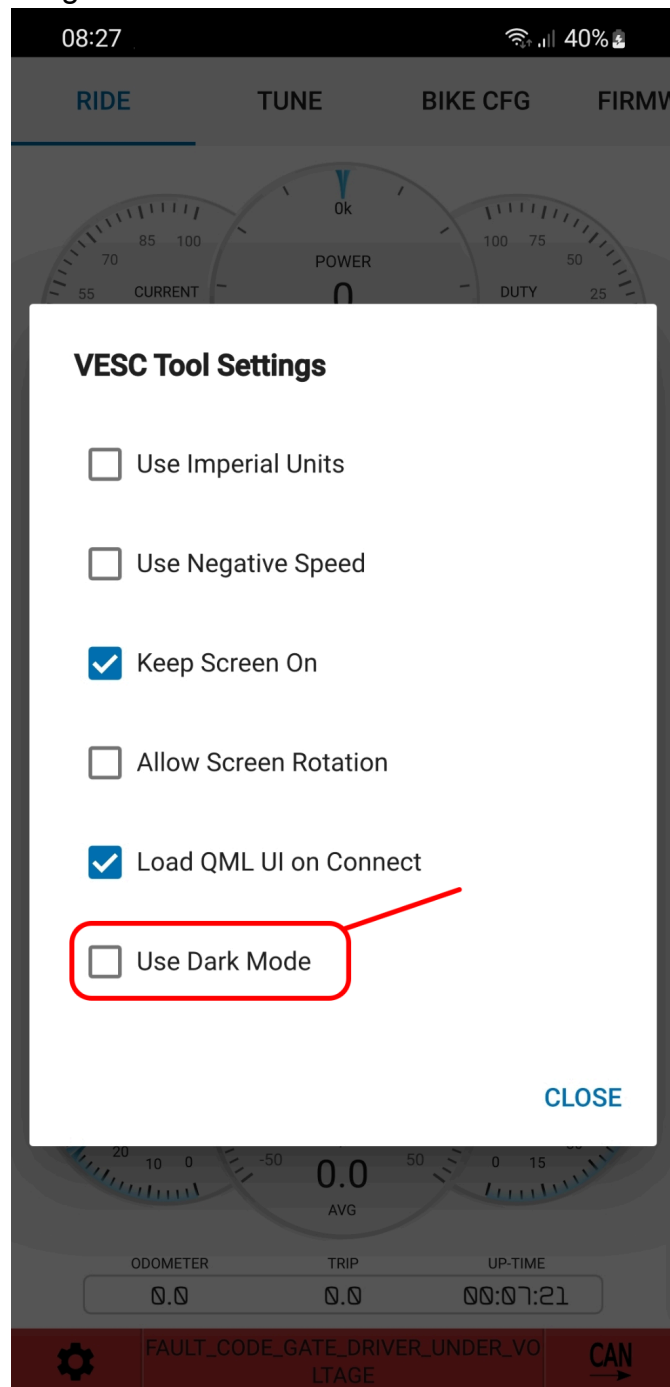 08:27
40%
RIDE TUNE BIKE CFG FIRMW
0k
85 100
100 75
70
POWER
50
55 CURRENT
0
DUTY 25
VESC Tool Settings
Use Imperial Units
Use Negative Speed
Keep Screen On
Allow Screen Rotation
Load QML UI on Connect
Use Dark Mode
CLOSE
20 10 0
-50 0.0 50
0 15
AVG
ODOMETER TRIP UP-TIME
0.0 0.0 00:07:21
FAULT_CODE_GATE_DRIVER_UNDER_VO
LTAGE
CAN